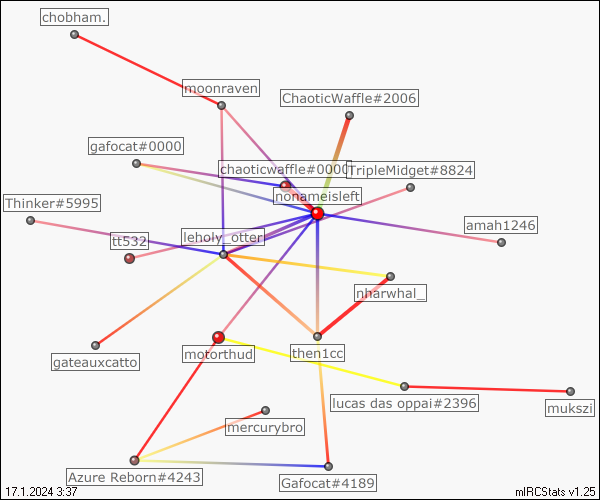 chobham.
moonraven
ChaoticWaffle#2006
gafocat#0000
chaoticwaffle#0000
TripleMidget#8824
nonameisleft
Thinker#5995
amah1246
tt532
leholy_otter
nharwhal_
gateauxcatto
motorthud
then1cc
lucas das oppai#2396
mukszi
mercurybro
Azure Reborn#4243
Gafocat#4189
17.1.2024 3:37
mIRCStats v1.25